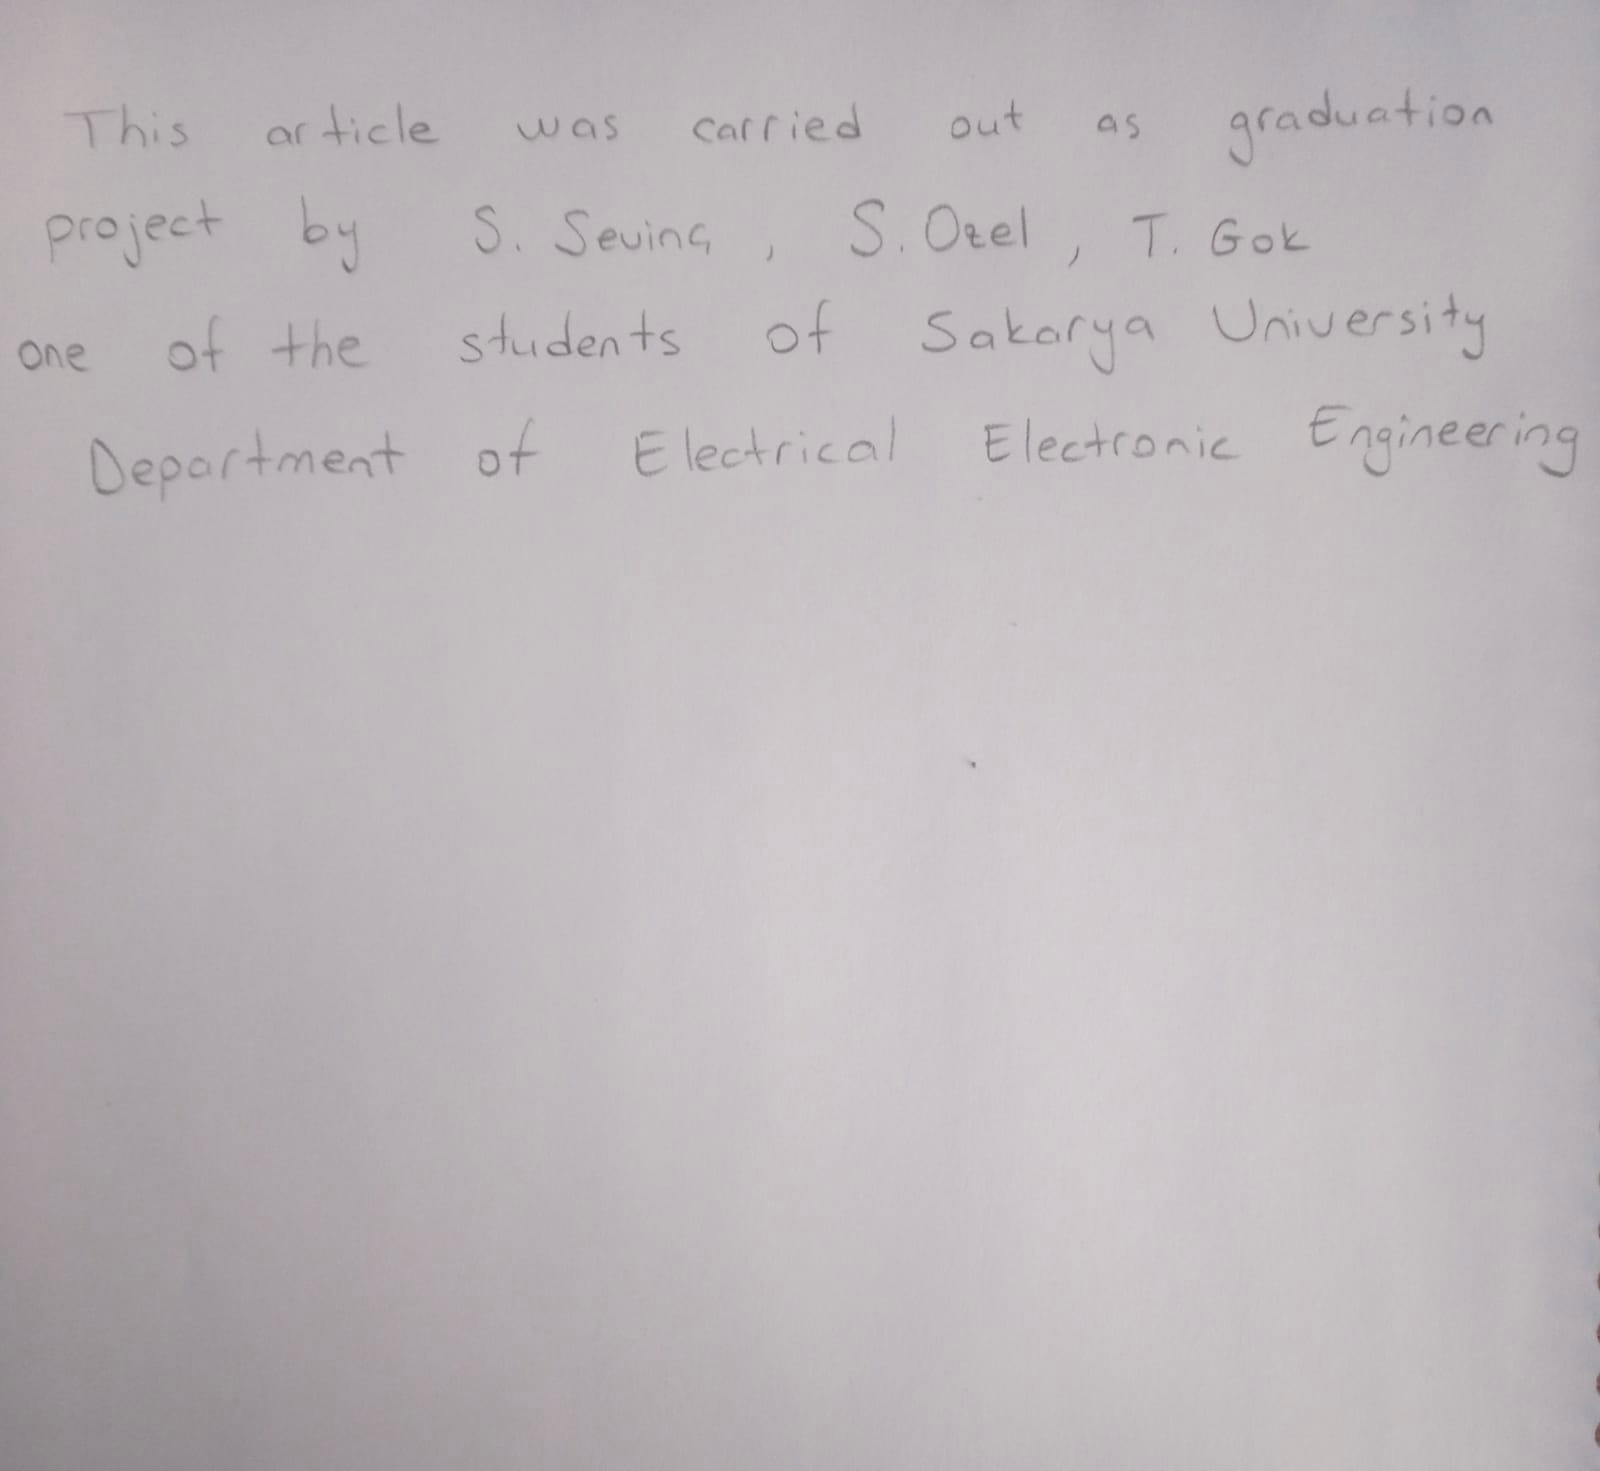 This article was carried out as graduation
project by S. Sevinç, S. Ozel, T. Gok
one of the students of Sakarya University
Department of Electrical Electronic Engineering